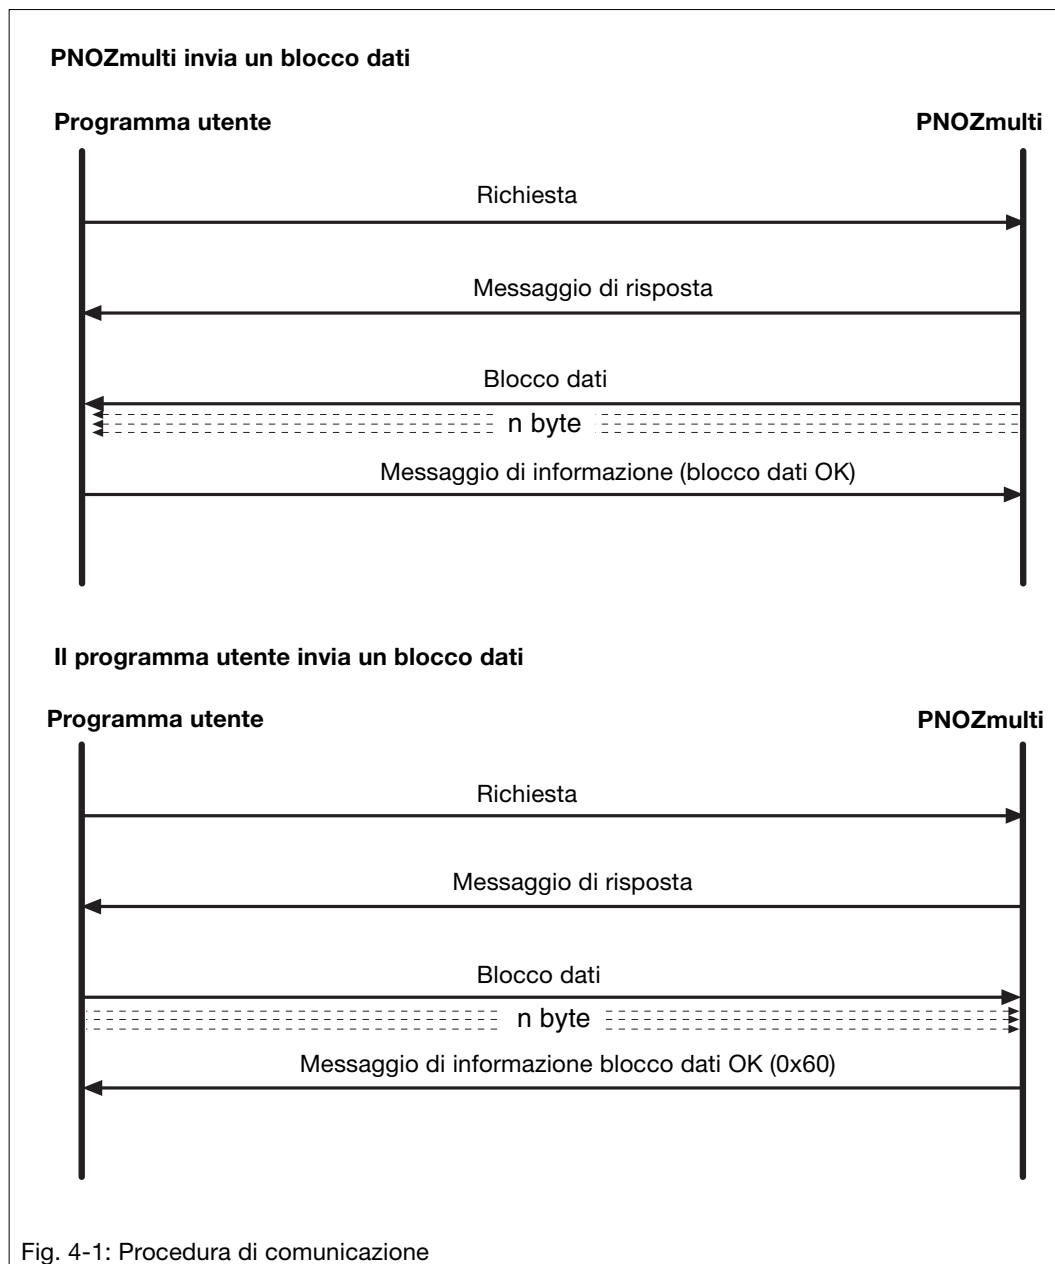 PNOZmulti invia un blocco dati
Programma utente
PNOZmulti
Richiesta
Messaggio di risposta
Blocco dati
n byte
Messaggio di informazione (blocco dati OK)
Il programma utente invia un blocco dati
Programma utente
PNOZmulti
Richiesta
Messaggio di risposta
Blocco dati
n byte
Messaggio di informazione blocco dati OK (0x60)
Fig. 4-1: Procedura di comunicazione